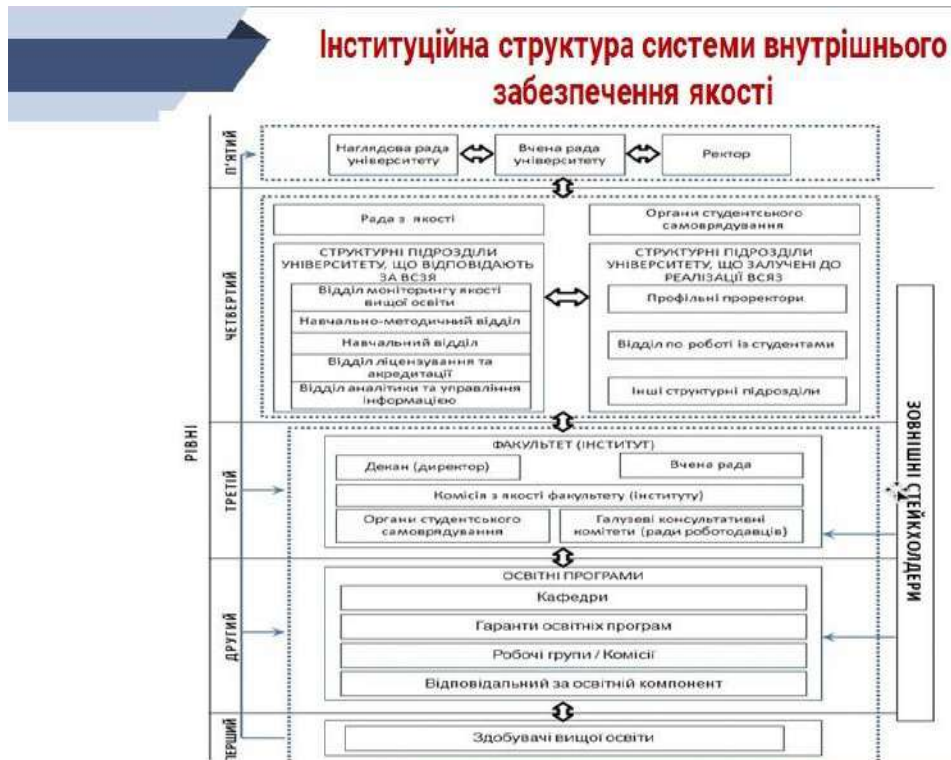 Інституційна структура системи внутрішнього
забезпечення якості
РІВНІ
П'ЯТИЙ
Наглядова рада
університету
Вчена рада
університету
Ректор
ЧЕТВЕРТИЙ
Рада з якості
Органи студентського
самоврядування
СТРУКТУРНІ ПІДРОЗДІЛИ
УНІВЕРСИТЕТУ, ЩО ВІДПОВІДАЮТЬ
ЗА ВСЗЯ
Відділ моніторингу якості
вищої освіти
Навчально-методичний відділ
Навчальний відділ
Відділ ліцензування та
акредитації
Відділ аналітики та управління
інформацією
СТРУКТУРНІ ПІДРОЗДІЛИ
УНІВЕРСИТЕТУ, ЩО ЗАЛУЧЕНІ ДО
РЕАЛІЗАЦІЇ ВСЯЗ
Профільні проректори
Відділ по роботі із студентами
Інші структурні підрозділи
ТРЕТІЙ
ФАКУЛЬТЕТ (ІНСТИТУТ)
Декан (директор)
Вчена рада
Комісія з якості факультету (інституту)
Органи студентського
самоврядування
Галузеві консультативні
комітети (ради роботодавців)
ДРУГИЙ
ОСВІТНІ ПРОГРАМИ
Кафедри
Гаранти освітніх програм
Робочі групи / Комісії
Відповідальний за освітній компонент
ПЕРШИЙ
Здобувачі вищої освіти
ЗОВНІШНІ СТЕЙКХОЛДЕРИ